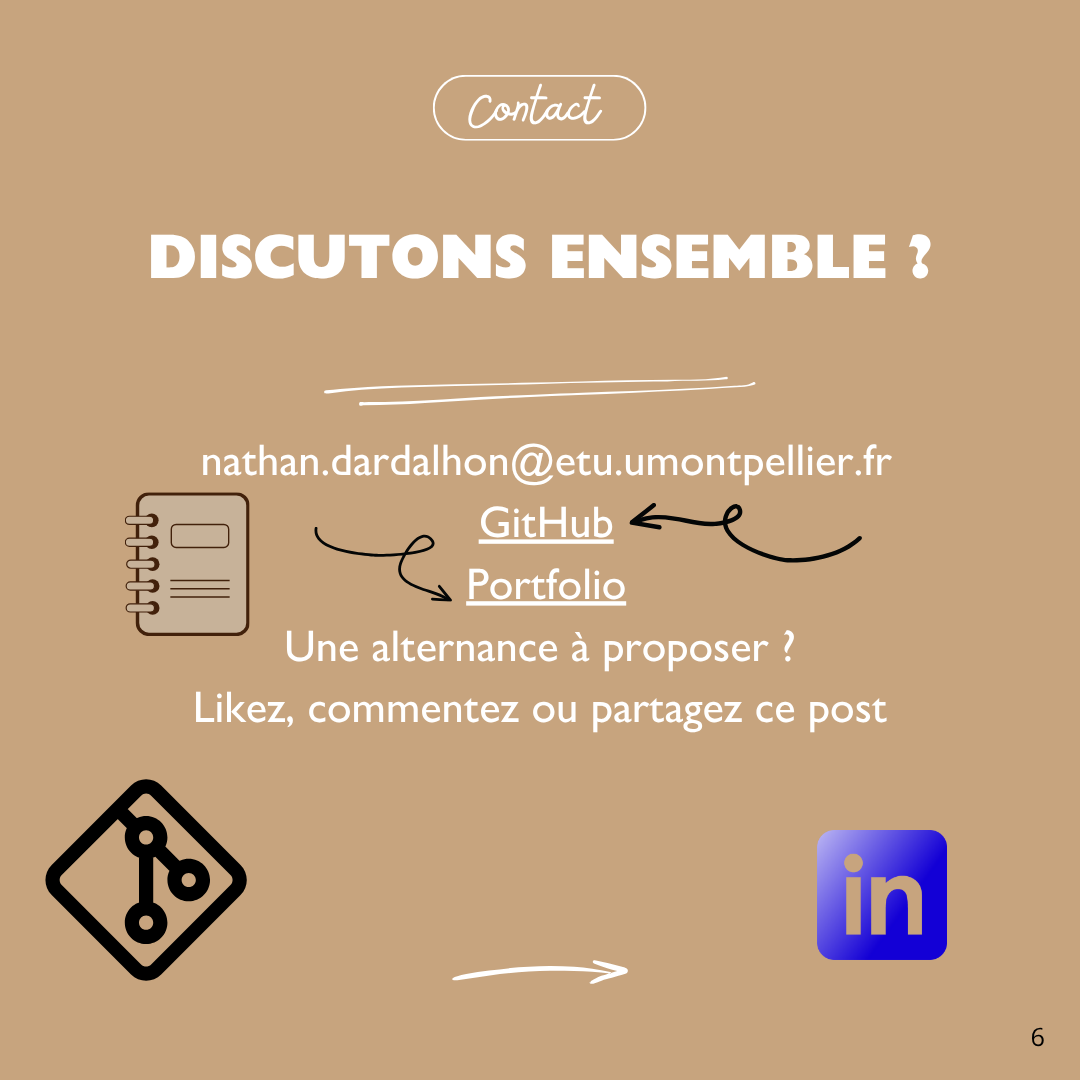 Contact
DISCUTONS ENSEMBLE ?
nathan.dardalhon@etu.umontpellier.fr
GitHub
Portfolio
Une alternance à proposer ?
Likez, commentez ou partagez ce post
in
6